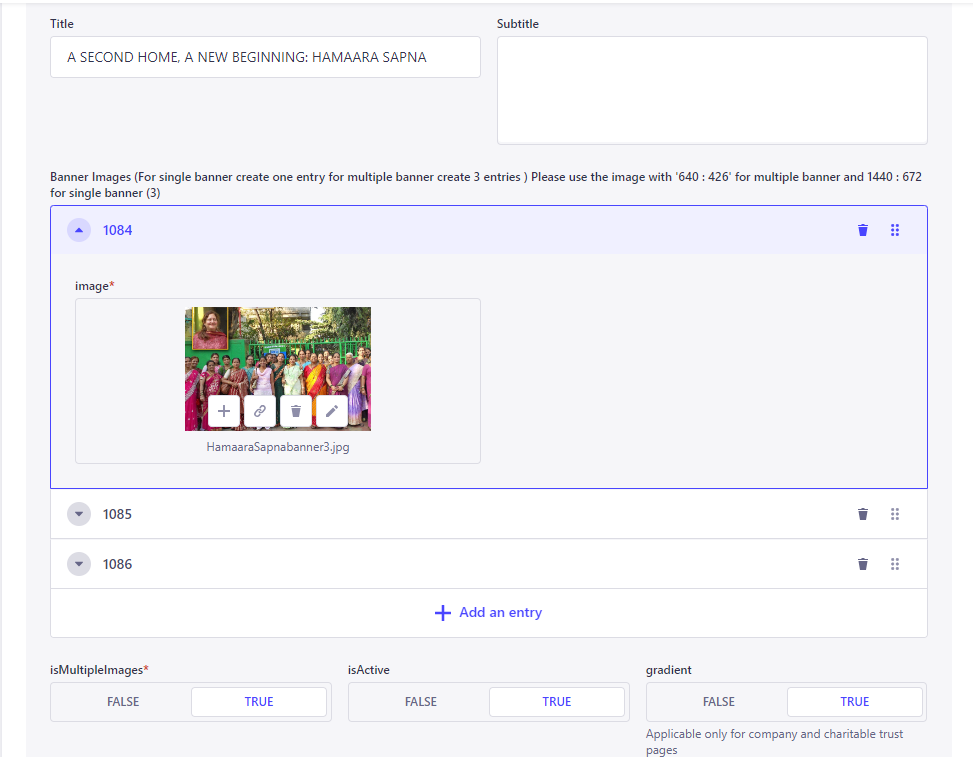 Title
Subtitle
A SECOND HOME, A NEW BEGINNING: HAMAARA SAPNA
Banner Images (For single banner create one entry for multiple banner create 3 entries ) Please use the image with '640 : 426' for multiple banner and 1440 : 672
for single banner (3)
1084
image*
HamaaraSapnabanner3.jpg
1085
1086
Add an entry
isMultipleImages*
isActive
gradient
FALSE
TRUE
FALSE
TRUE
FALSE
TRUE
Applicable only for company and charitable trust
pages